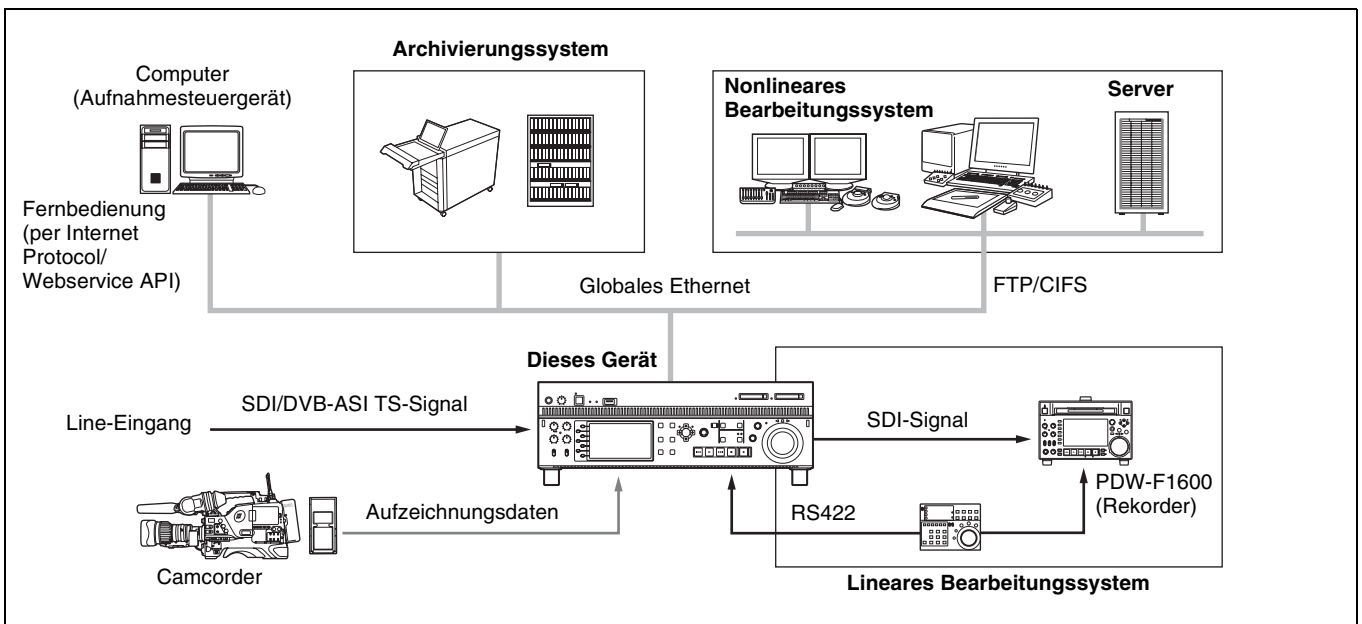 Archivierungssystem
Computer
(Aufnahmesteuergerät)
Nonlineares
Bearbeitungssystem
Server
Fernbedienung
(per Internet
Protocol/
Webservice API)
Globales Ethernet
FTP/CIFS
Dieses Gerät
Line-Eingang
SDI/DVB-ASI TS-Signal
SDI-Signal
PDW-F1600
(Rekorder)
Aufzeichnungsdaten
RS422
Camcorder
Lineares Bearbeitungssystem